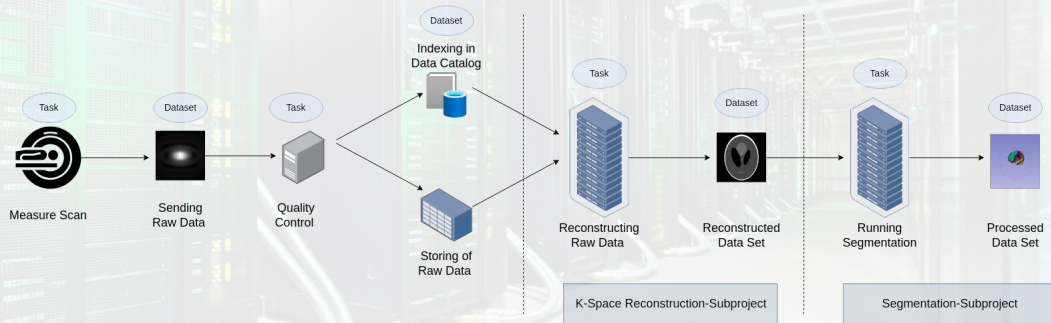 Task
Measure Scan
Dataset
Sending
Raw Data
Task
Quality
Control
Dataset
Indexing in
Data Catalog
Storing of
Raw Data
Task
Reconstructing
Raw Data
Dataset
Reconstructed
Data Set
K-Space Reconstruction-Subproject
Task
Running
Segmentation
Dataset
Processed
Data Set
Segmentation-Subproject